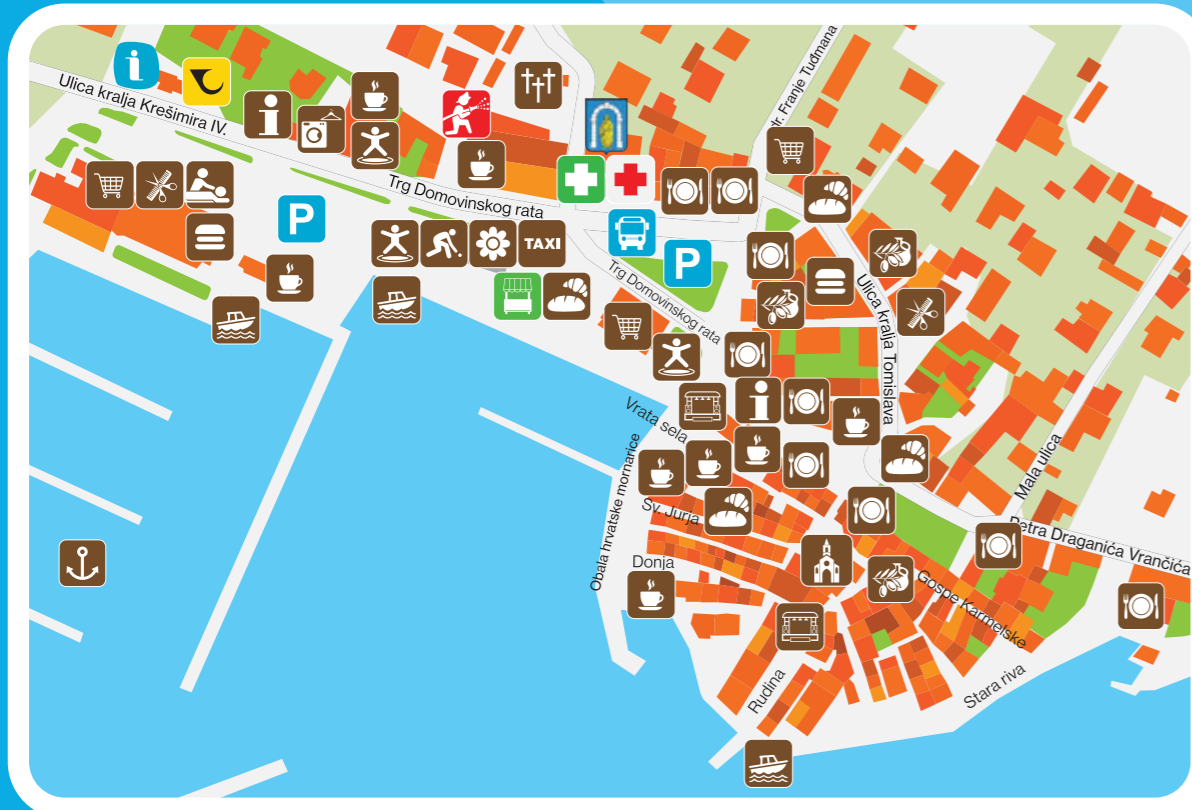 Ulica kralja Krešimira IV.
dr. Franje Tuđmana
Trg Domovinskog rata
P
TAXI
P
Trg Domovinskog rata
Ulica kralja Tomislava
Vrata sela
Obala hrvatske mornarice
Mala ulica
Sv. Jurja
Petra Draganića Vrančića
Donja
Gospe Karmelske
Rudina
Stara riva